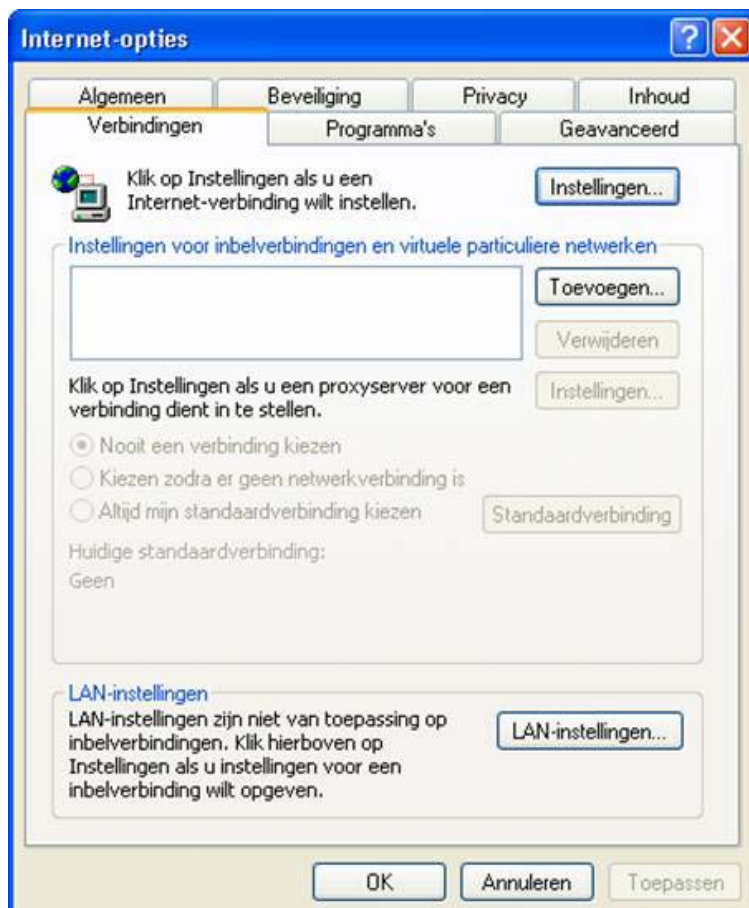 Internet-opties
Algemeen
Beveiliging
Privacy
Inhoud
Verbindingen
Programma's
Geavanceerd
Klik op Instellingen als u een
Internet-verbinding wilt instellen.
Instellingen...
Instellingen voor inbelverbindingen en virtuele particuliere netwerken
Toevoegen...
Verwijderen
Klik op Instellingen als u een proxyserver voor een
verbinding dient in te stellen.
Instellingen...
Nooit een verbinding kiezen
Kiezen zodra er geen netwerkverbinding is
Altijd mijn standaardverbinding kiezen
Standaardverbinding
Huidige standaardverbinding:
Geen
LAN-instellingen
LAN-instellingen zijn niet van toepassing op
inbelverbindingen. Klik hierboven op
Instellingen als u instellingen voor een
inbelverbinding wilt opgeven.
LAN-instellingen...
OK
Annuleren
Toepassen